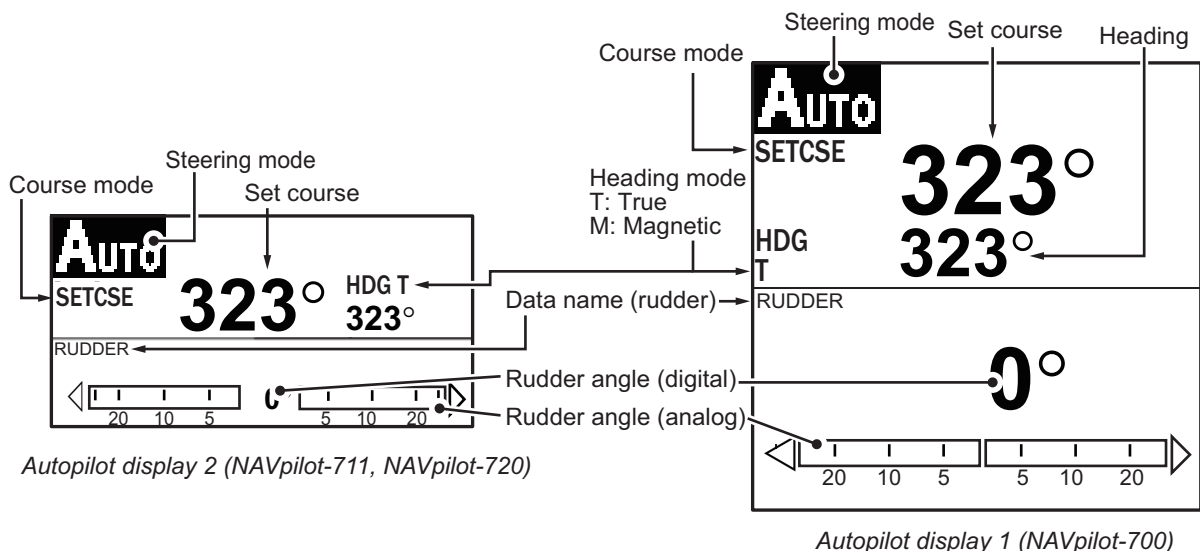 Steering mode
Course mode
Set course
AUTO
SETCSE
323°
HDG T
323°
RUDDER
0°
20 10 5 5 10 20
Autopilot display 2 (NAVpilot-711, NAVpilot-720)
Heading mode
T: True
M: Magnetic
Data name (rudder)
Rudder angle (digital)
Rudder angle (analog)
Steering mode
Set course
Heading
Course mode
AUTO
SETCSE
323°
HDG
T
323°
RUDDER
0°
20 10 5 5 10 20
Autopilot display 1 (NAVpilot-700)